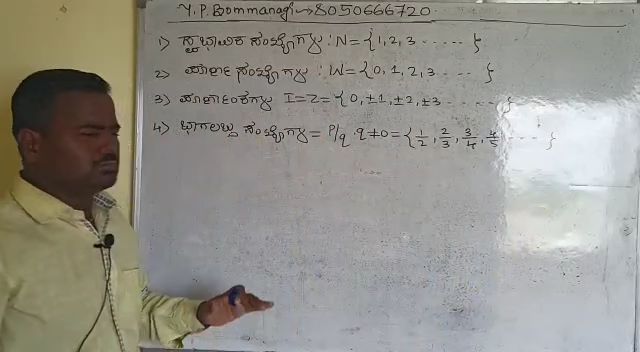 Y.P. Bommanagi → 8050666720
1) ಸ್ವಾಭಾವಿಕ ಸಂಖ್ಯೆಗಳು : N = {1, 2, 3 ...... }
2) ಪೂರ್ಣ ಸಂಖ್ಯೆಗಳು : W = {0, 1, 2, 3 .... }
3) ಪೂರ್ಣಾಂಕಗಳು I = Z = {0, ±1, ±2, ±3 ...... }
4) ಭಾಗಲಬ್ಧ ಸಂಖ್ಯೆಗಳು = P/q, q ≠ 0 = {1/2, 2/3, 3/4, 4/5 .... }